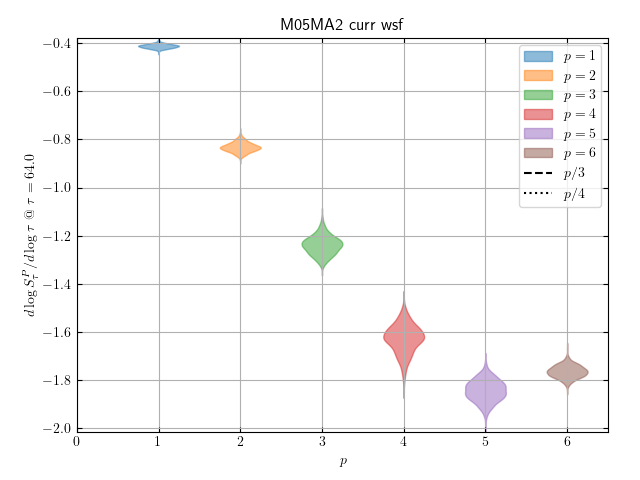 M05MA2 curr wsf
d log S_τ^P / d log τ @ τ = 64.0
−0.4
−0.6
−0.8
−1.0
−1.2
−1.4
−1.6
−1.8
−2.0
0 1 2 3 4 5 6
p
p = 1
p = 2
p = 3
p = 4
p = 5
p = 6
p/3
p/4